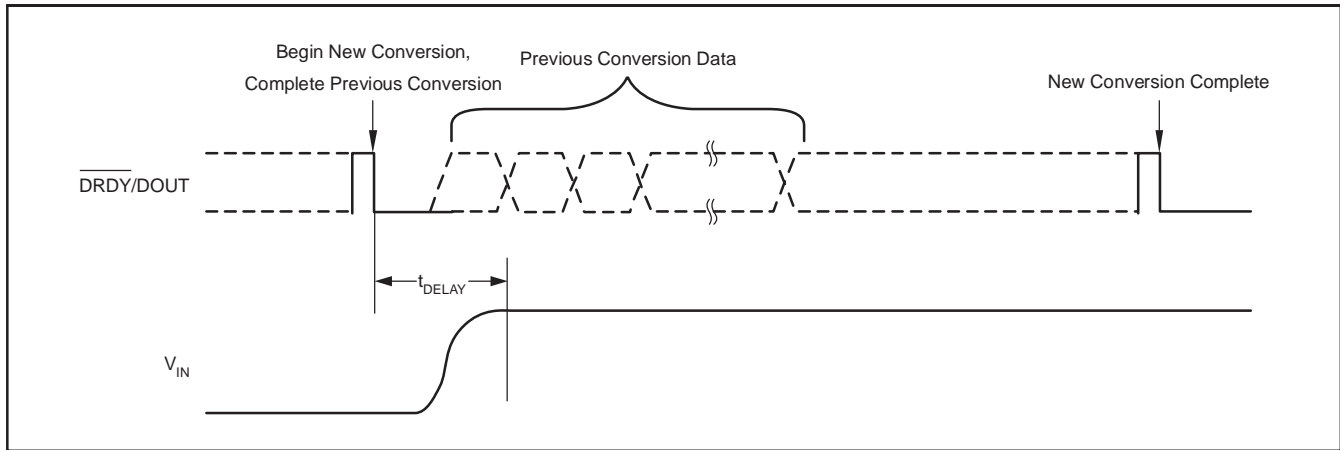 Begin New Conversion,
Complete Previous Conversion
Previous Conversion Data
New Conversion Complete
DRDY/DOUT
tDELAY
VIN